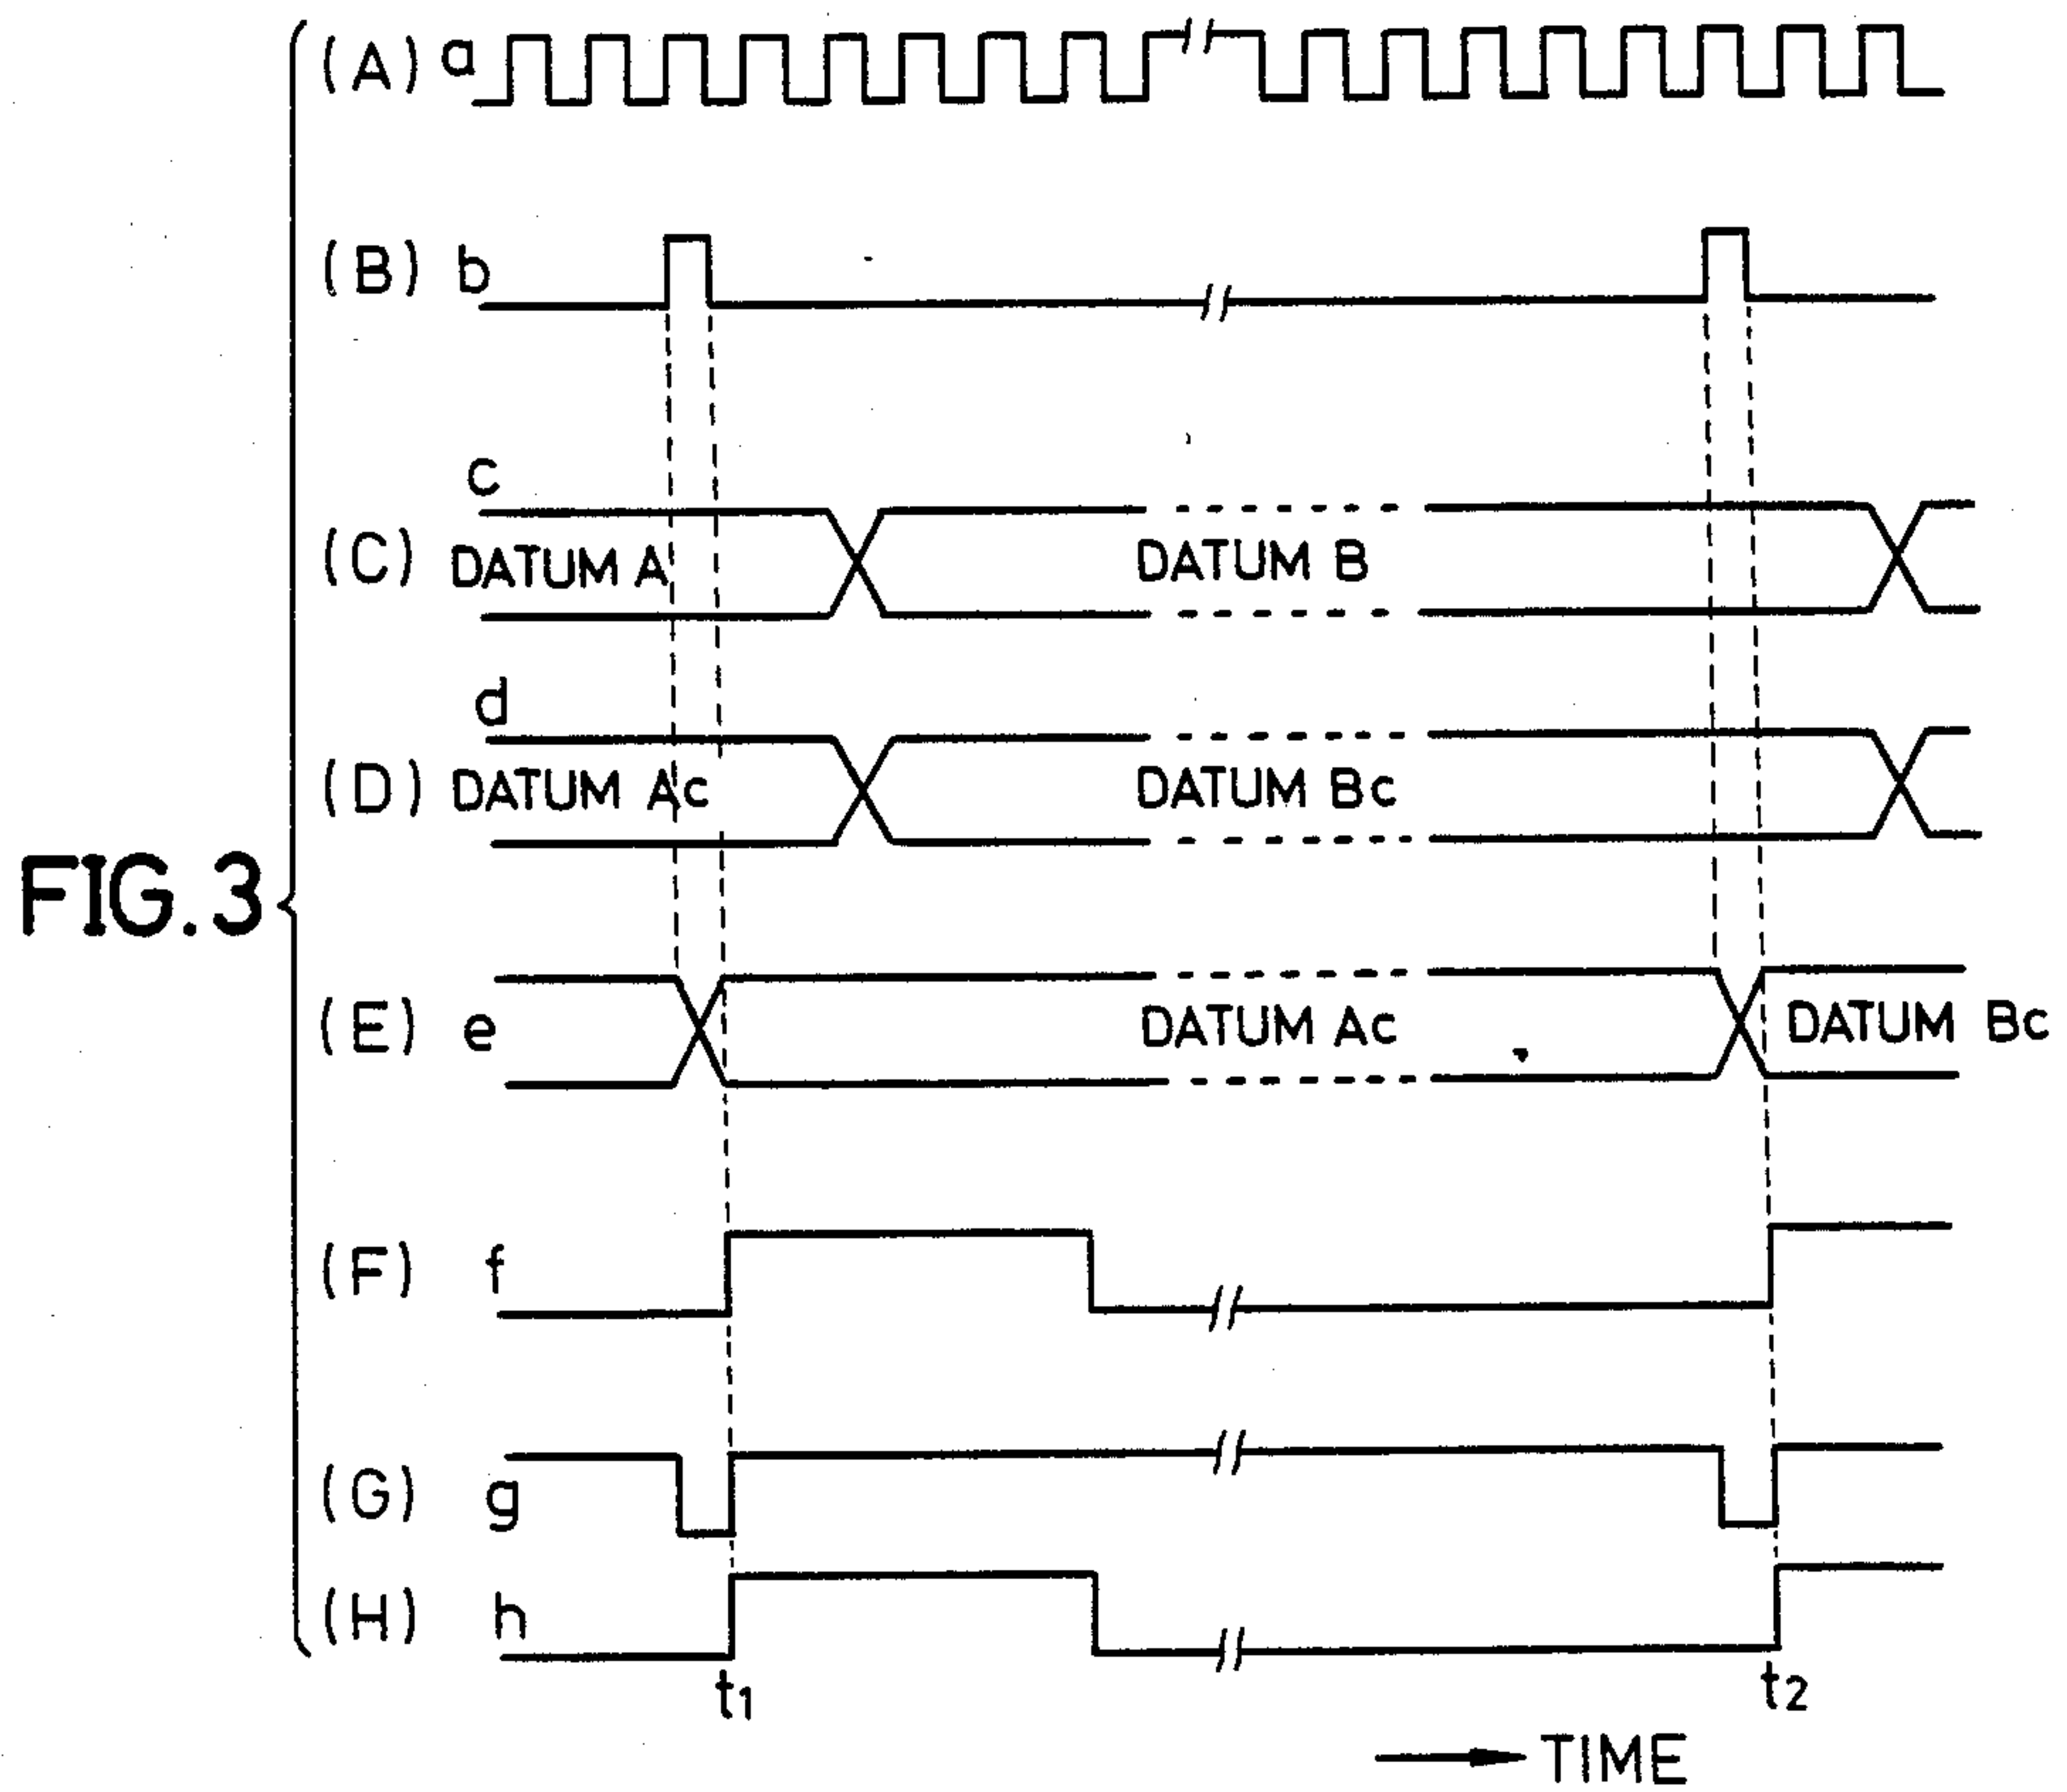 (A) a
(B) b
c
(C) DATUM A DATUM B
d
(D) DATUM Ac DATUM Bc
FIG.3
(E) e DATUM Ac DATUM Bc
(F) f
(G) g
(H) h
t1 t2
TIME